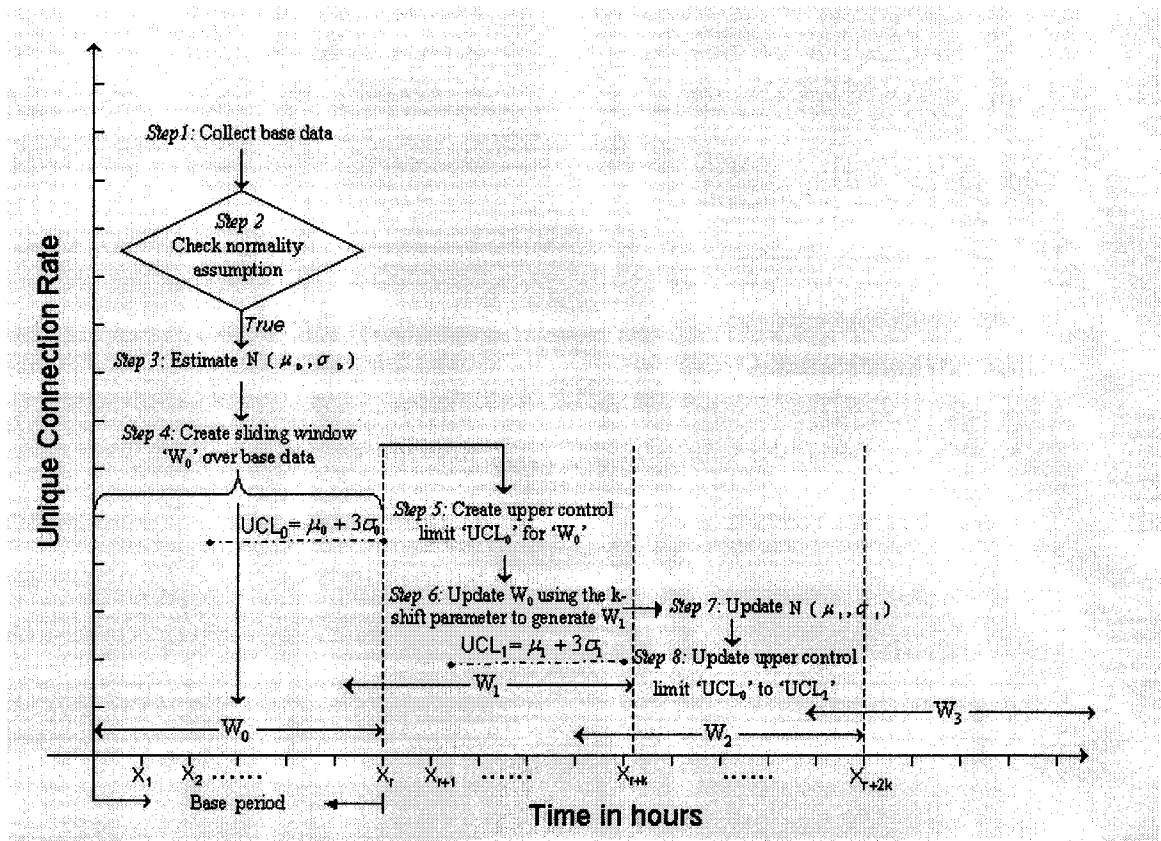 Unique Connection Rate
Step 1: Collect base data
Step 2
Check normality
assumption
True
Step 3: Estimate N ( μ₀ , σ₀ )
Step 4: Create sliding window
‘W₀’ over base data
UCL₀= μ₀ + 3σ₀
Step 5: Create upper control
limit ‘UCL₀’ for ‘W₀’
Step 6: Update W₀ using the k-
shift parameter to generate W₁
Step 7: Update N ( μ₁ , σ₁ )
UCL₁= μ₁ + 3σ₁
Step 8: Update upper control
limit ‘UCL₀’ to ‘UCL₁’
W₁
W₃
W₀
W₂
X₁ X₂ ...... Xᵣ Xᵣ₊₁ ...... Xᵣ₊ₖ ...... Xᵣ₊₂ₖ
Base period
Time in hours